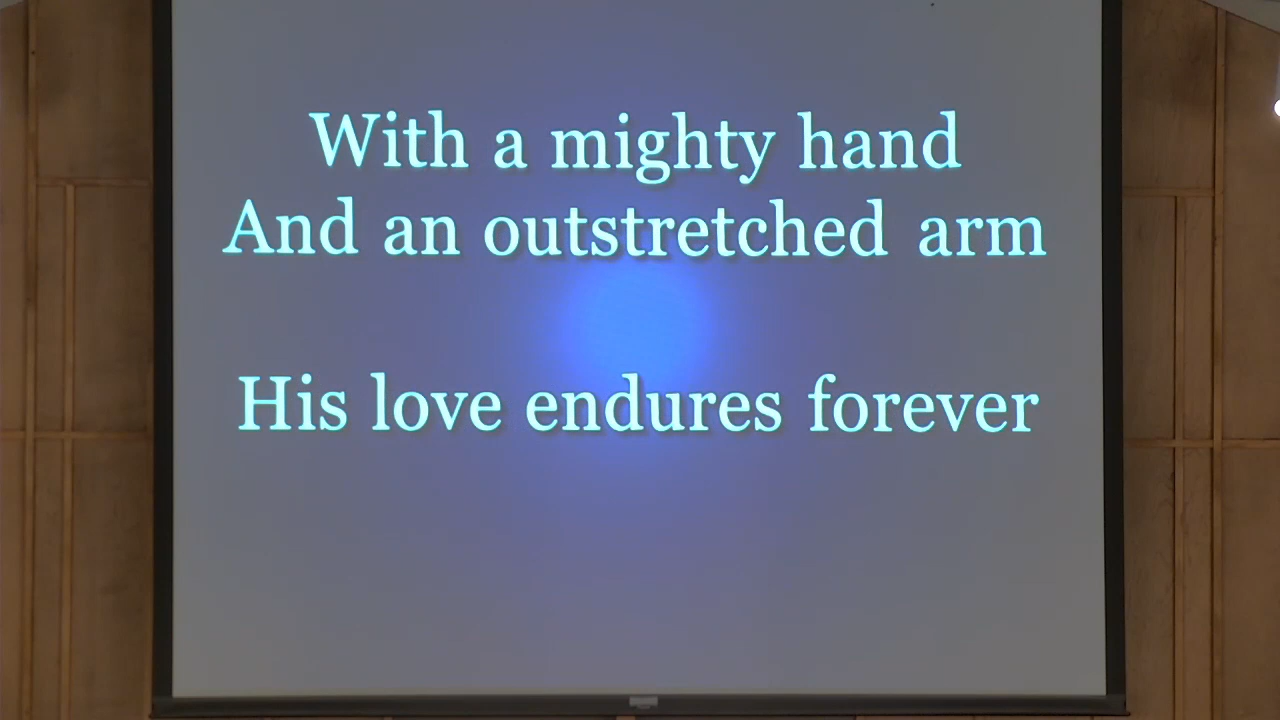 With a mighty hand
And an outstretched arm
His love endures forever